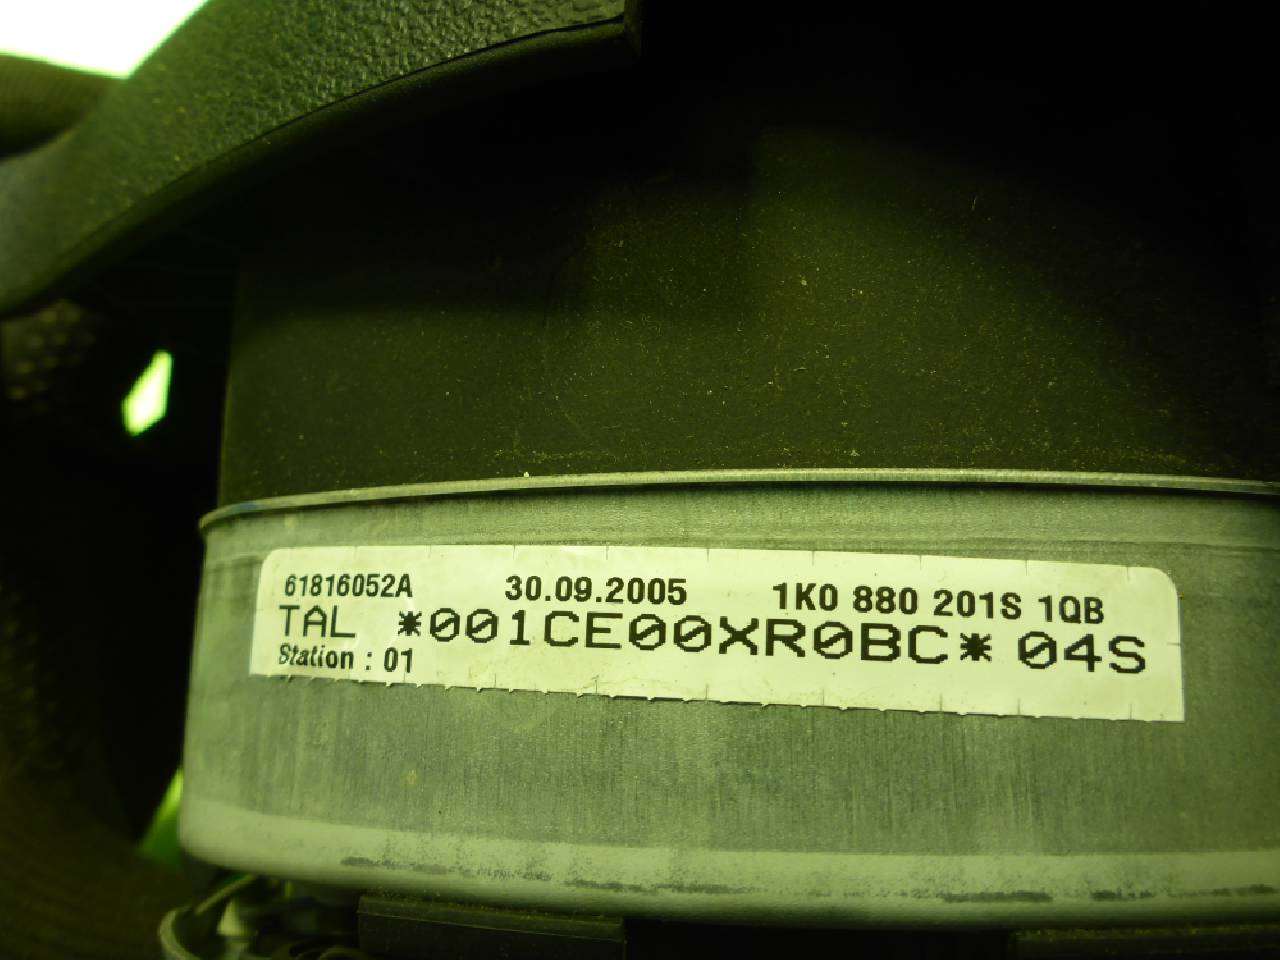 61816052A 30.09.2005 1K0 880 201S 1QB
TAL *001CE00XR0BC* 04S
Station : 01